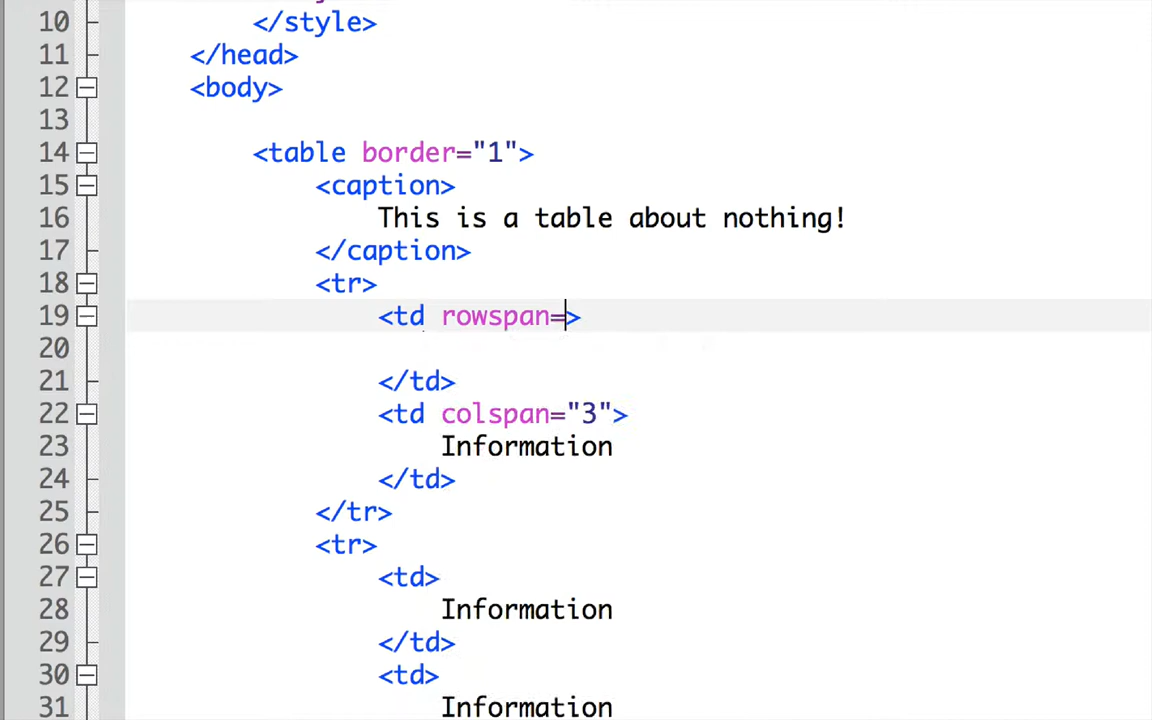 10 </style>
11 </head>
12 <body>
13
14 <table border="1">
15 <caption>
16 This is a table about nothing!
17 </caption>
18 <tr>
19 <td rowspan=>
20
21 </td>
22 <td colspan="3">
23 Information
24 </td>
25 </tr>
26 <tr>
27 <td>
28 Information
29 </td>
30 <td>
31 Information